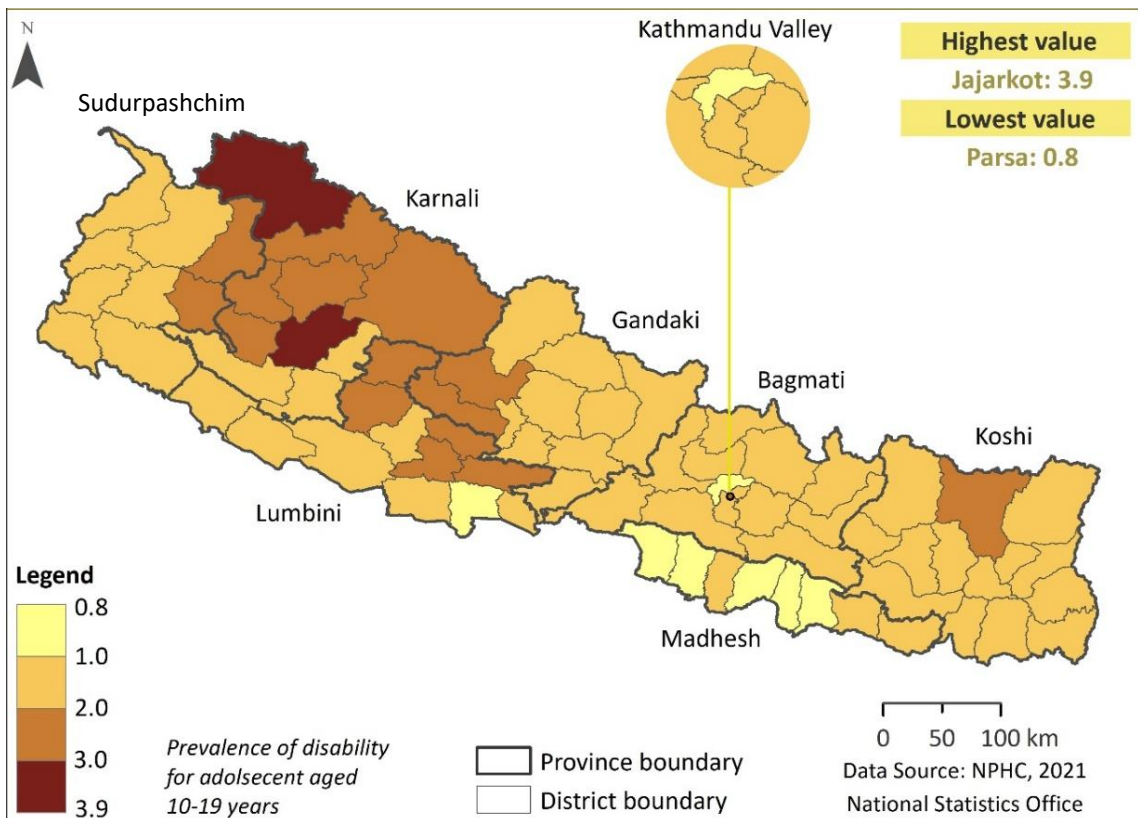 N
Kathmandu Valley
Highest value
Jajarkot: 3.9
Lowest value
Parsa: 0.8
Sudurpashchim
Karnali
Gandaki
Bagmati
Koshi
Lumbini
Madhesh
Legend
0.8
1.0
2.0
3.0
3.9
Prevalence of disability
for adolsecent aged
10-19 years
Province boundary
District boundary
0 50 100 km
Data Source: NPHC, 2021
National Statistics Office